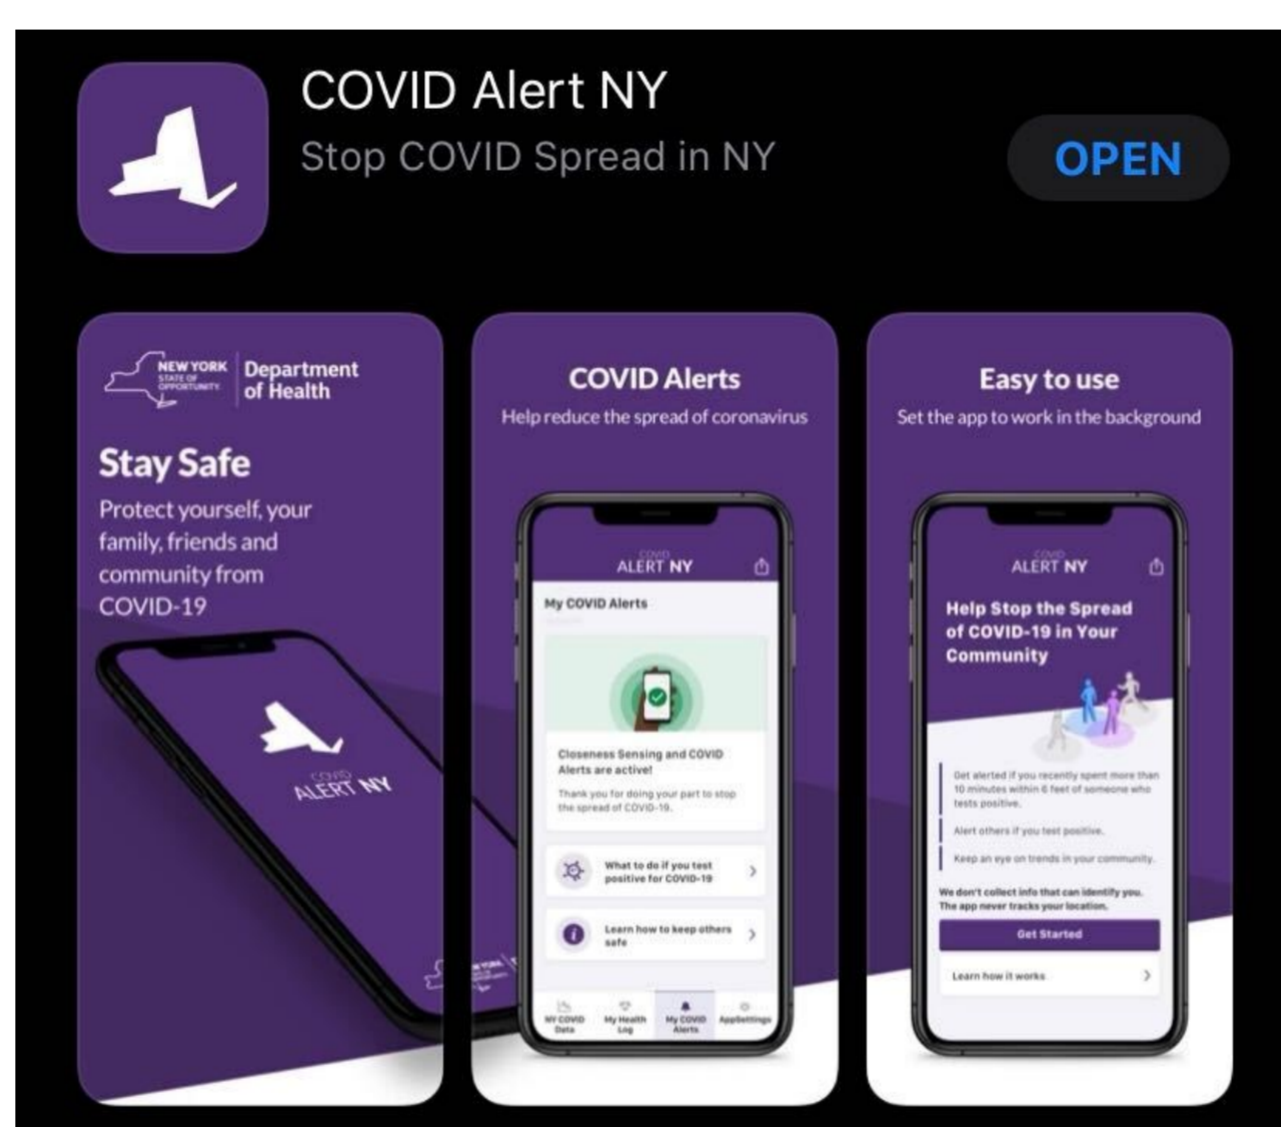 COVID Alert NY
Stop COVID Spread in NY
OPEN
NEW YORK
STATE OF
OPPORTUNITY.
Department
of Health
Stay Safe
Protect yourself, your
family, friends and
community from
COVID-19
COVID
ALERT NY
COVID Alerts
Help reduce the spread of coronavirus
COVID
ALERT NY
My COVID Alerts
Closeness Sensing and COVID
Alerts are active!
Thank you for doing your part to stop
the spread of COVID-19.
What to do if you test
positive for COVID-19
Learn how to keep others
safe
NY COVID
Data
My Health
Log
My COVID
Alerts
AppSettings
Easy to use
Set the app to work in the background
COVID
ALERT NY
Help Stop the Spread
of COVID-19 in Your
Community
Get alerted if you recently spent more than
10 minutes within 6 feet of someone who
tests positive.
Alert others if you test positive.
Keep an eye on trends in your community.
We don't collect info that can identify you.
The app never tracks your location.
Get Started
Learn how it works